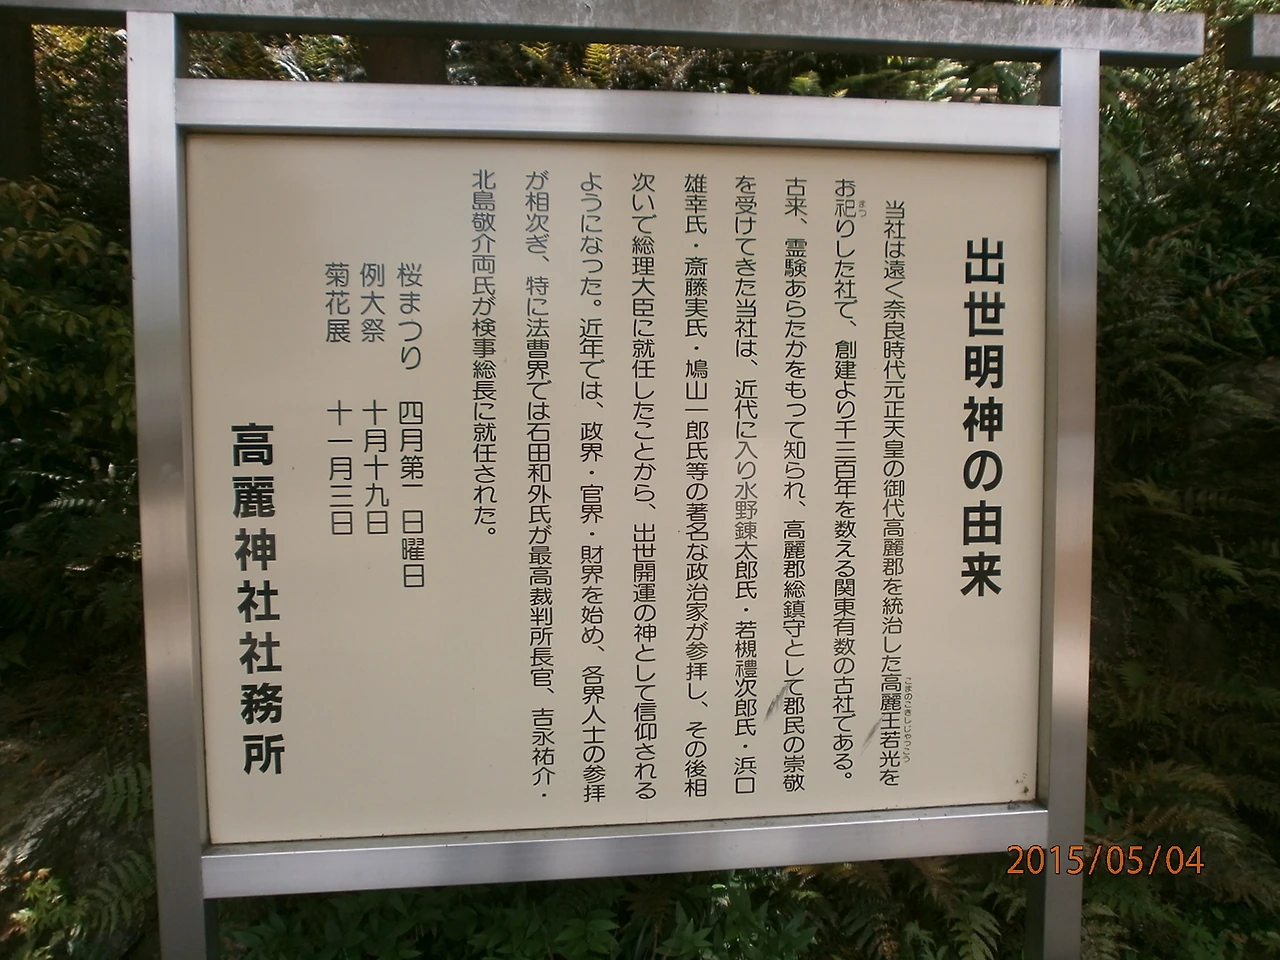 出世明神の由来
当社は遠く奈良時代元正天皇の御代高麗郡を統治した高麗王若光を
こまのこきしじゃっこう
お祀りした社で、創建より千三百年を数える関東有数の古社である。
まつ
古来、霊験あらたかをもって知られ、高麗郡総鎮守として郡民の崇敬
を受けてきた当社は、近代に入り水野錬太郎氏・若槻禮次郎氏・浜口
雄幸氏・斎藤実氏・鳩山一郎氏等の著名な政治家が参拝し、その後相
次いで総理大臣に就任したことから、出世開運の神として信仰される
ようになった。近年では、政界・官界・財界を始め、各界人士の参拝
が相次ぎ、特に法曹界では石田和外氏が最高裁判所長官、吉永祐介・
北島敬介両氏が検事総長に就任された。
桜まつり 四月第一日曜日
例大祭 十月十九日
菊花展 十一月三日
高麗神社社務所
2015/05/04